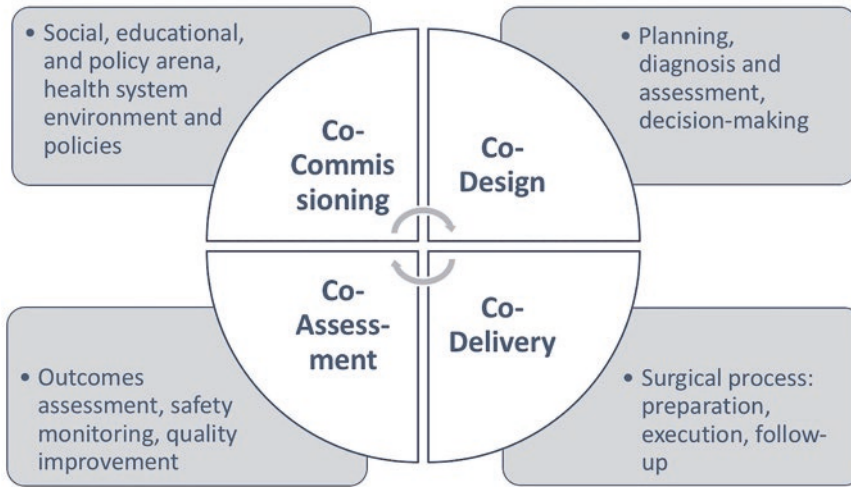 • Social, educational,
and policy arena,
health system
environment and
policies
Co-
Commis
sioning
Co-
Design
• Planning,
diagnosis and
assessment,
decision-making
• Outcomes
assessment, safety
monitoring, quality
improvement
Co-
Assess-
ment
Co-
Delivery
• Surgical process:
preparation,
execution, follow-
up